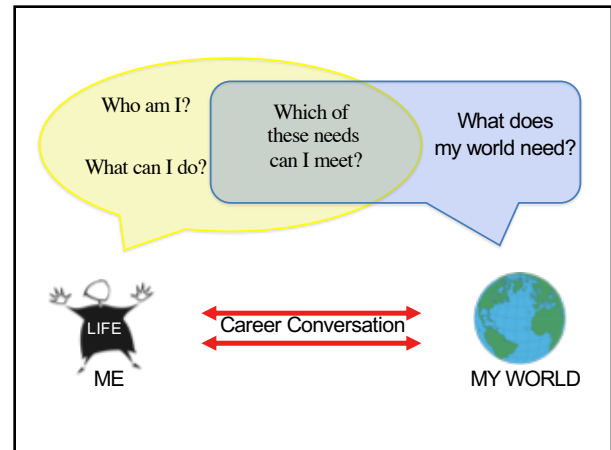 Who am I?
What can I do?
Which of
these needs
can I meet?
What does
my world need?
LIFE
ME
Career Conversation
MY WORLD